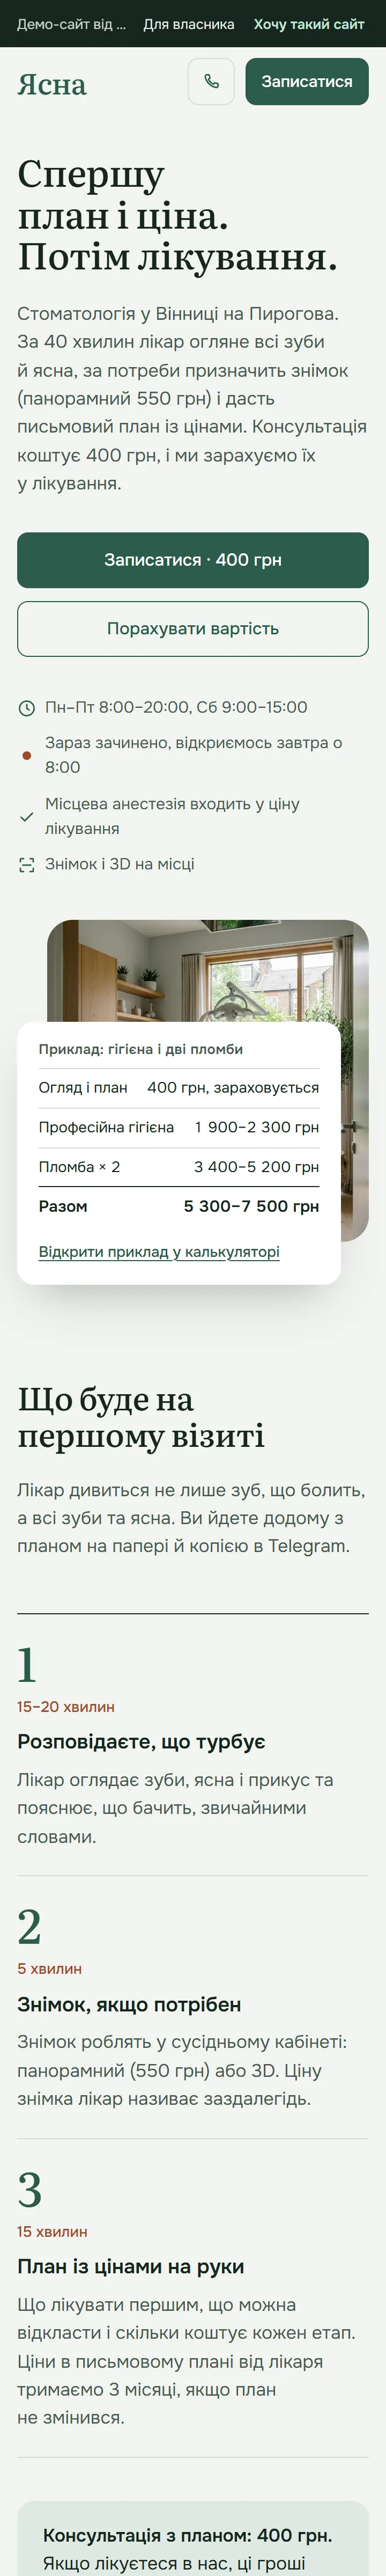 Демо-сайт від ... Для власника Хочу такий сайт
Ясна Записатися
Спершу
план і ціна.
Потім лікування.
Стоматологія у Вінниці на Пирогова.
За 40 хвилин лікар огляне всі зуби
й ясна, за потреби призначить знімок
(панорамний 550 грн) і дасть
письмовий план із цінами. Консультація
коштує 400 грн, і ми зарахуємо їх
у лікування.
Записатися · 400 грн
Порахувати вартість
Пн–Пт 8:00–20:00, Сб 9:00–15:00
Зараз зачинено, відкриємось завтра о
8:00
Місцева анестезія входить у ціну
лікування
Знімок і 3D на місці
Приклад: гігієна і дві пломби
Огляд і план 400 грн, зараховується
Професійна гігієна 1 900–2 300 грн
Пломба × 2 3 400–5 200 грн
Разом 5 300–7 500 грн
Відкрити приклад у калькуляторі
Що буде на
першому візиті
Лікар дивиться не лише зуб, що болить,
а всі зуби та ясна. Ви йдете додому з
планом на папері й копією в Telegram.
1
15–20 хвилин
Розповідаєте, що турбує
Лікар оглядає зуби, ясна і прикус та
пояснює, що бачить, звичайними
словами.
2
5 хвилин
Знімок, якщо потрібен
Знімок роблять у сусідньому кабінеті:
панорамний (550 грн) або 3D. Ціну
знімка лікар називає заздалегідь.
3
15 хвилин
План із цінами на руки
Що лікувати першим, що можна
відкласти і скільки коштує кожен етап.
Ціни в письмовому плані від лікаря
тримаємо 3 місяці, якщо план
не змінився.
Консультація з планом: 400 грн.
Якщо лікуєтеся в нас, ці гроші